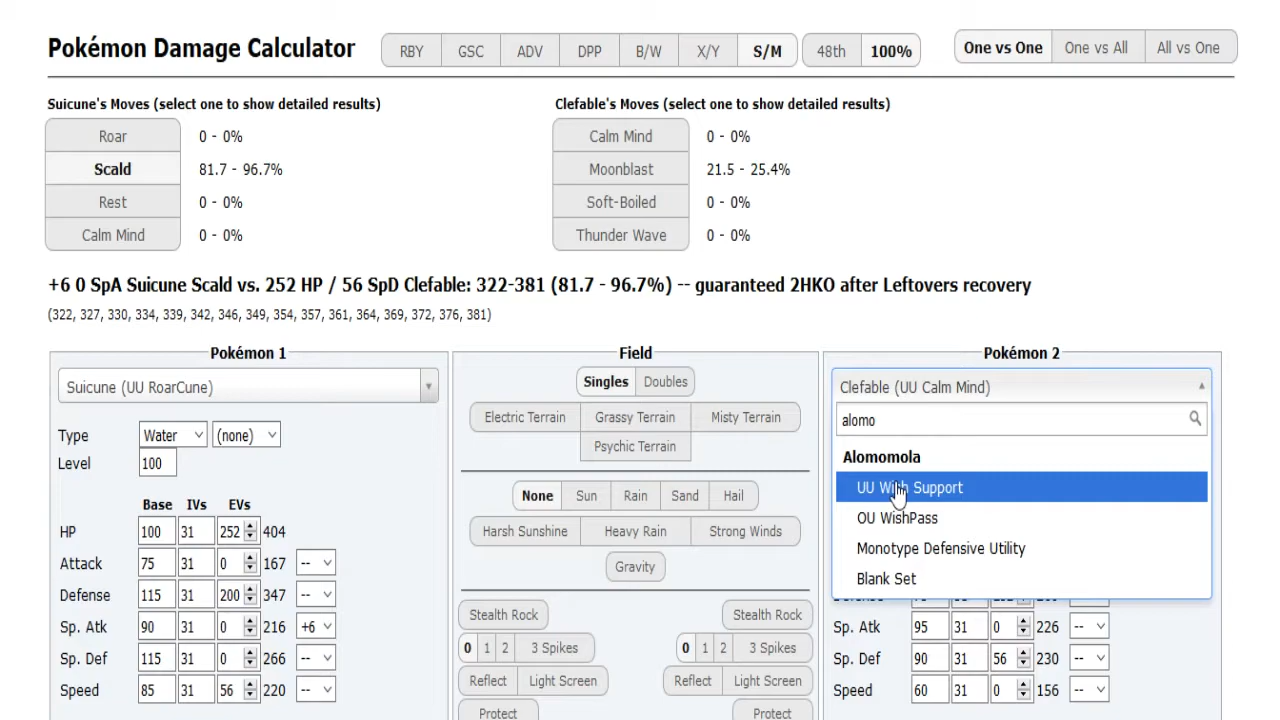 Pokémon Damage Calculator
RBY GSC ADV DPP B/W X/Y S/M 48th 100%
One vs One One vs All All vs One
Suicune's Moves (select one to show detailed results)
Roar 0 - 0%
Scald 81.7 - 96.7%
Rest 0 - 0%
Calm Mind 0 - 0%
Clefable's Moves (select one to show detailed results)
Calm Mind 0 - 0%
Moonblast 21.5 - 25.4%
Soft-Boiled 0 - 0%
Thunder Wave 0 - 0%
+6 0 SpA Suicune Scald vs. 252 HP / 56 SpD Clefable: 322-381 (81.7 - 96.7%) -- guaranteed 2HKO after Leftovers recovery
(322, 327, 330, 334, 339, 342, 346, 349, 354, 357, 361, 364, 369, 372, 376, 381)
Pokémon 1
Suicune (UU RoarCune)
Type Water (none)
Level 100
Base IVs EVs
HP 100 31 252 404
Attack 75 31 0 167 --
Defense 115 31 200 347 --
Sp. Atk 90 31 0 216 +6
Sp. Def 115 31 0 266 --
Speed 85 31 56 220 --
Field
Singles Doubles
Electric Terrain Grassy Terrain Misty Terrain
Psychic Terrain
None Sun Rain Sand Hail
Harsh Sunshine Heavy Rain Strong Winds
Gravity
Stealth Rock Stealth Rock
0 1 2 3 Spikes 0 1 2 3 Spikes
Reflect Light Screen Reflect Light Screen
Protect Protect
Pokémon 2
Clefable (UU Calm Mind)
alomo
Alomomola
UU Wish Support
OU WishPass
Monotype Defensive Utility
Blank Set
Sp. Atk 95 31 0 226 --
Sp. Def 90 31 56 230 --
Speed 60 31 0 156 --